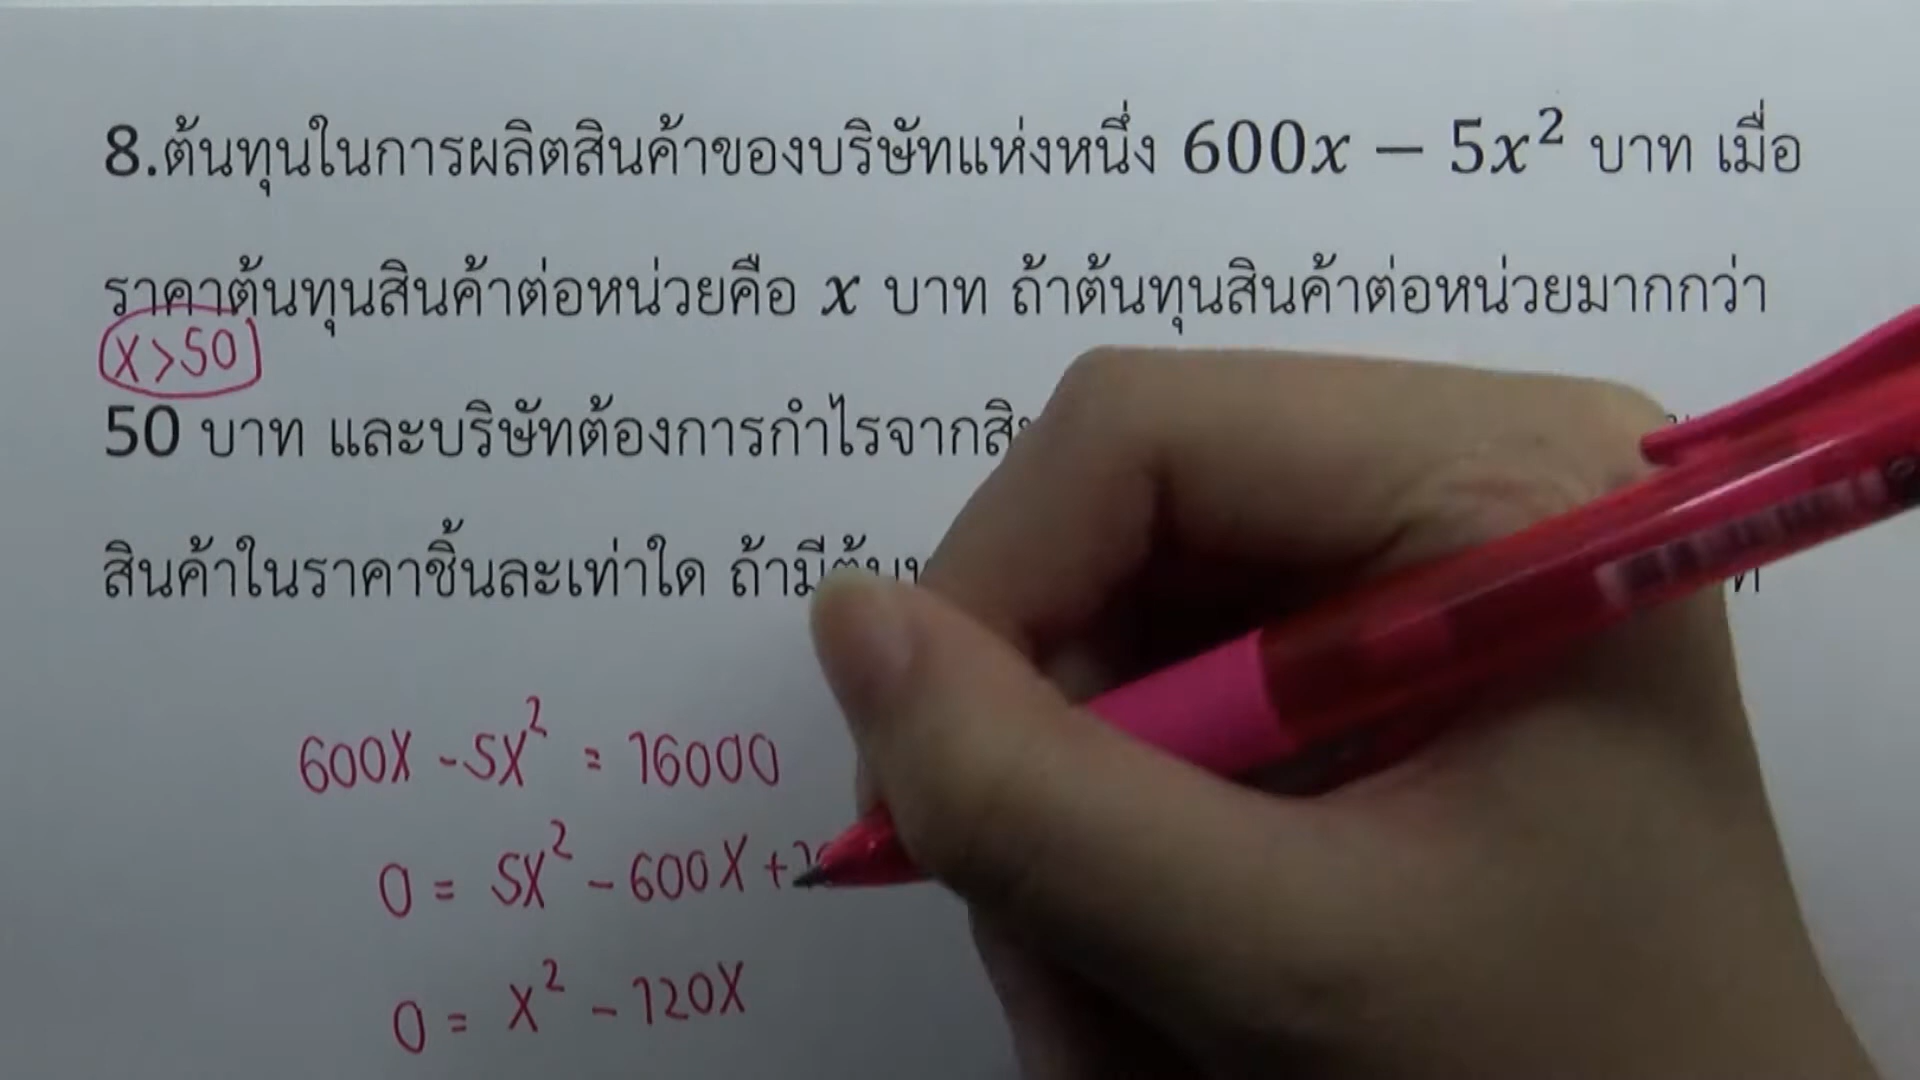 8.ต้นทุนในการผลิตสินค้าของบริษัทแห่งหนึ่ง 600x − 5x² บาท เมื่อ
ราคาต้นทุนสินค้าต่อหน่วยคือ x บาท ถ้าต้นทุนสินค้าต่อหน่วยมากกว่า
x>50
50 บาท และบริษัทต้องการกำไรจาก
สินค้าในราคาชิ้นละเท่าใด ถ้ามี
600x - 5x² = 16000
0 = 5x² - 600x +
0 = x² - 120x